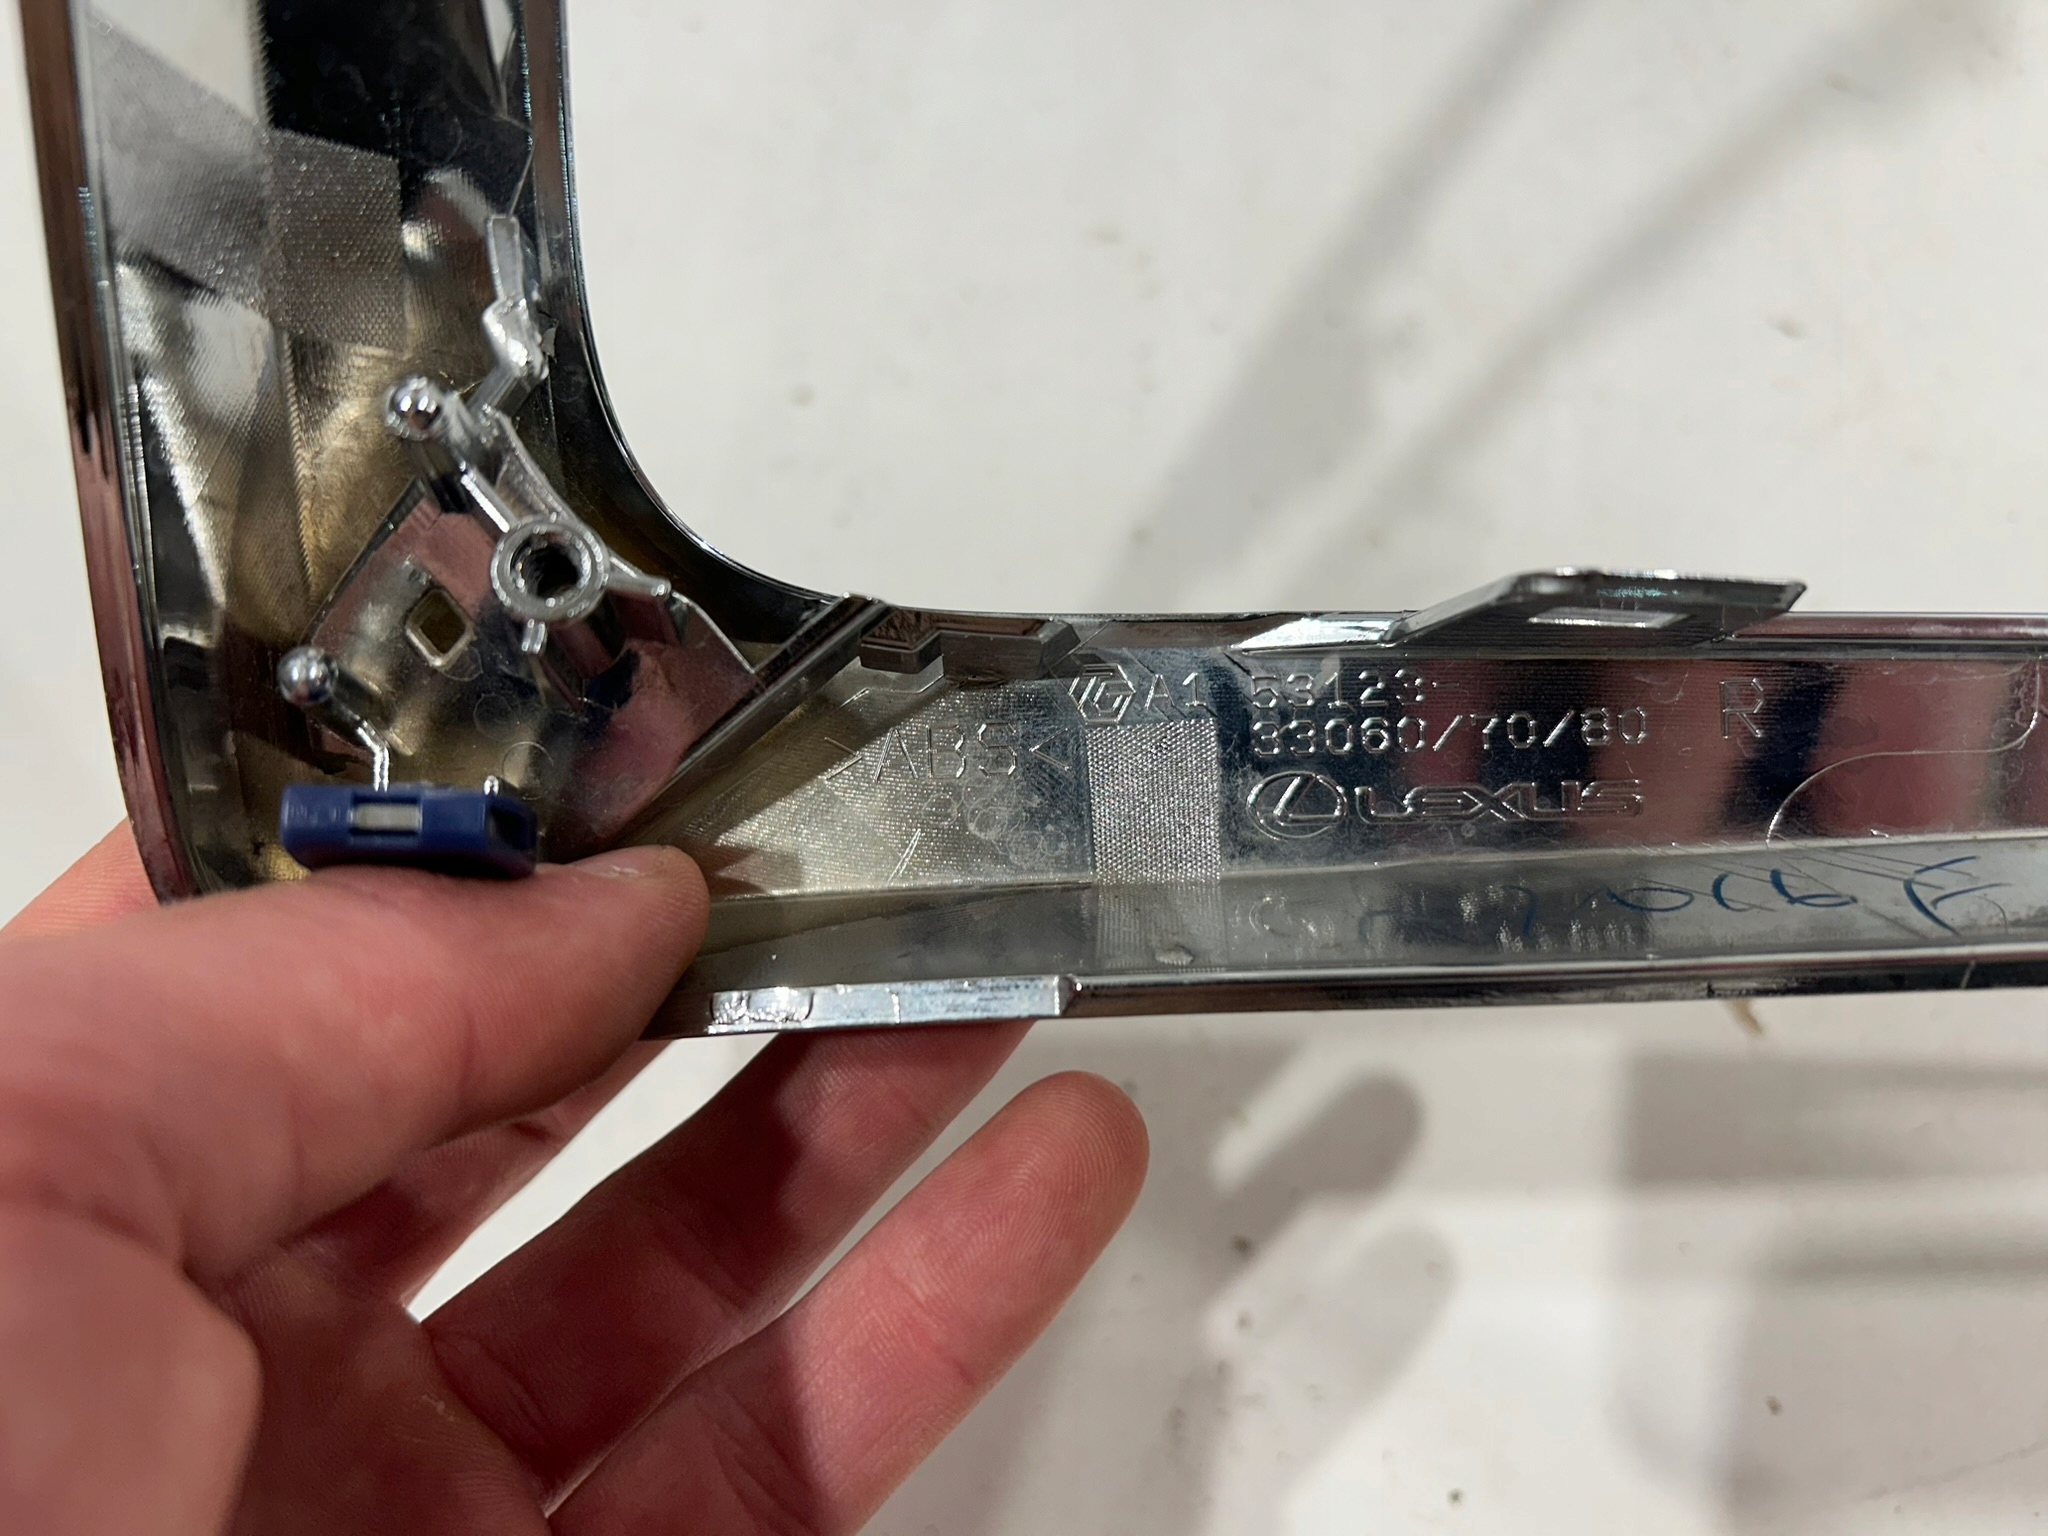 A1 53123-
33060/70/80 R
>ABS<
LEXUS